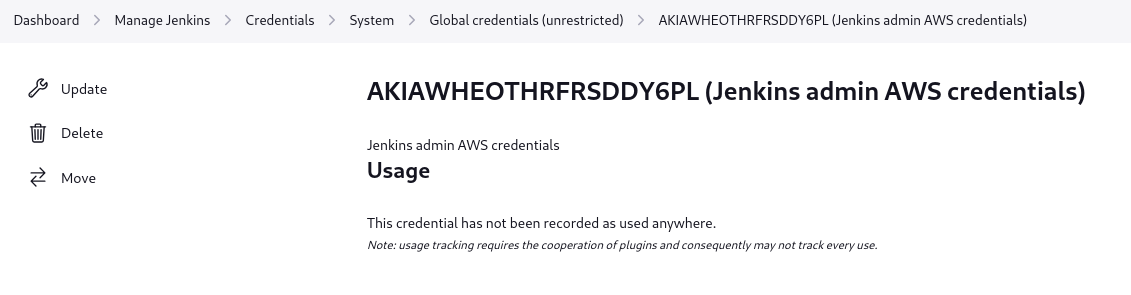 Dashboard > Manage Jenkins > Credentials > System > Global credentials (unrestricted) > AKIAWHEOTHRFRSDDY6PL (Jenkins admin AWS credentials)
Update
Delete
Move
AKIAWHEOTHRFRSDDY6PL (Jenkins admin AWS credentials)
Jenkins admin AWS credentials
Usage
This credential has not been recorded as used anywhere.
Note: usage tracking requires the cooperation of plugins and consequently may not track every use.